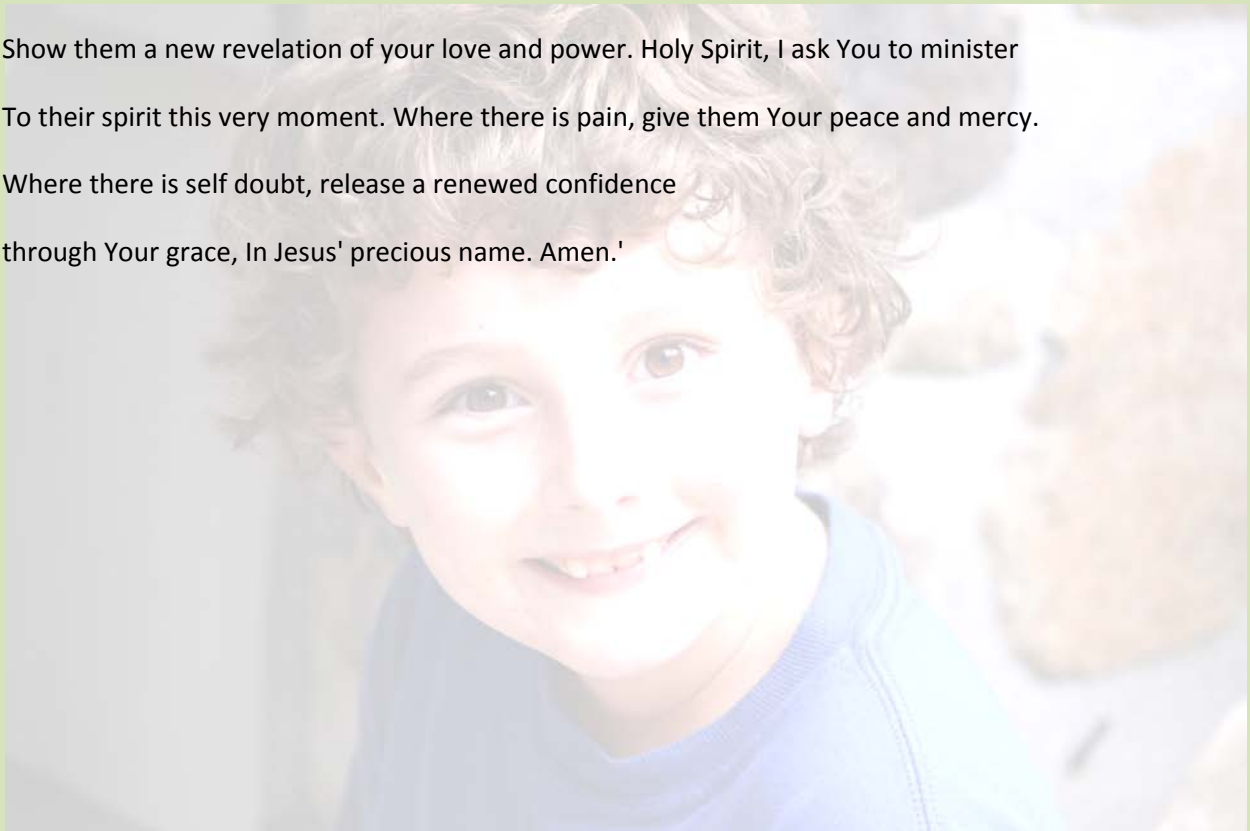 Show them a new revelation of your love and power. Holy Spirit, I ask You to minister
To their spirit this very moment. Where there is pain, give them Your peace and mercy.
Where there is self doubt, release a renewed confidence
through Your grace, In Jesus' precious name. Amen.'